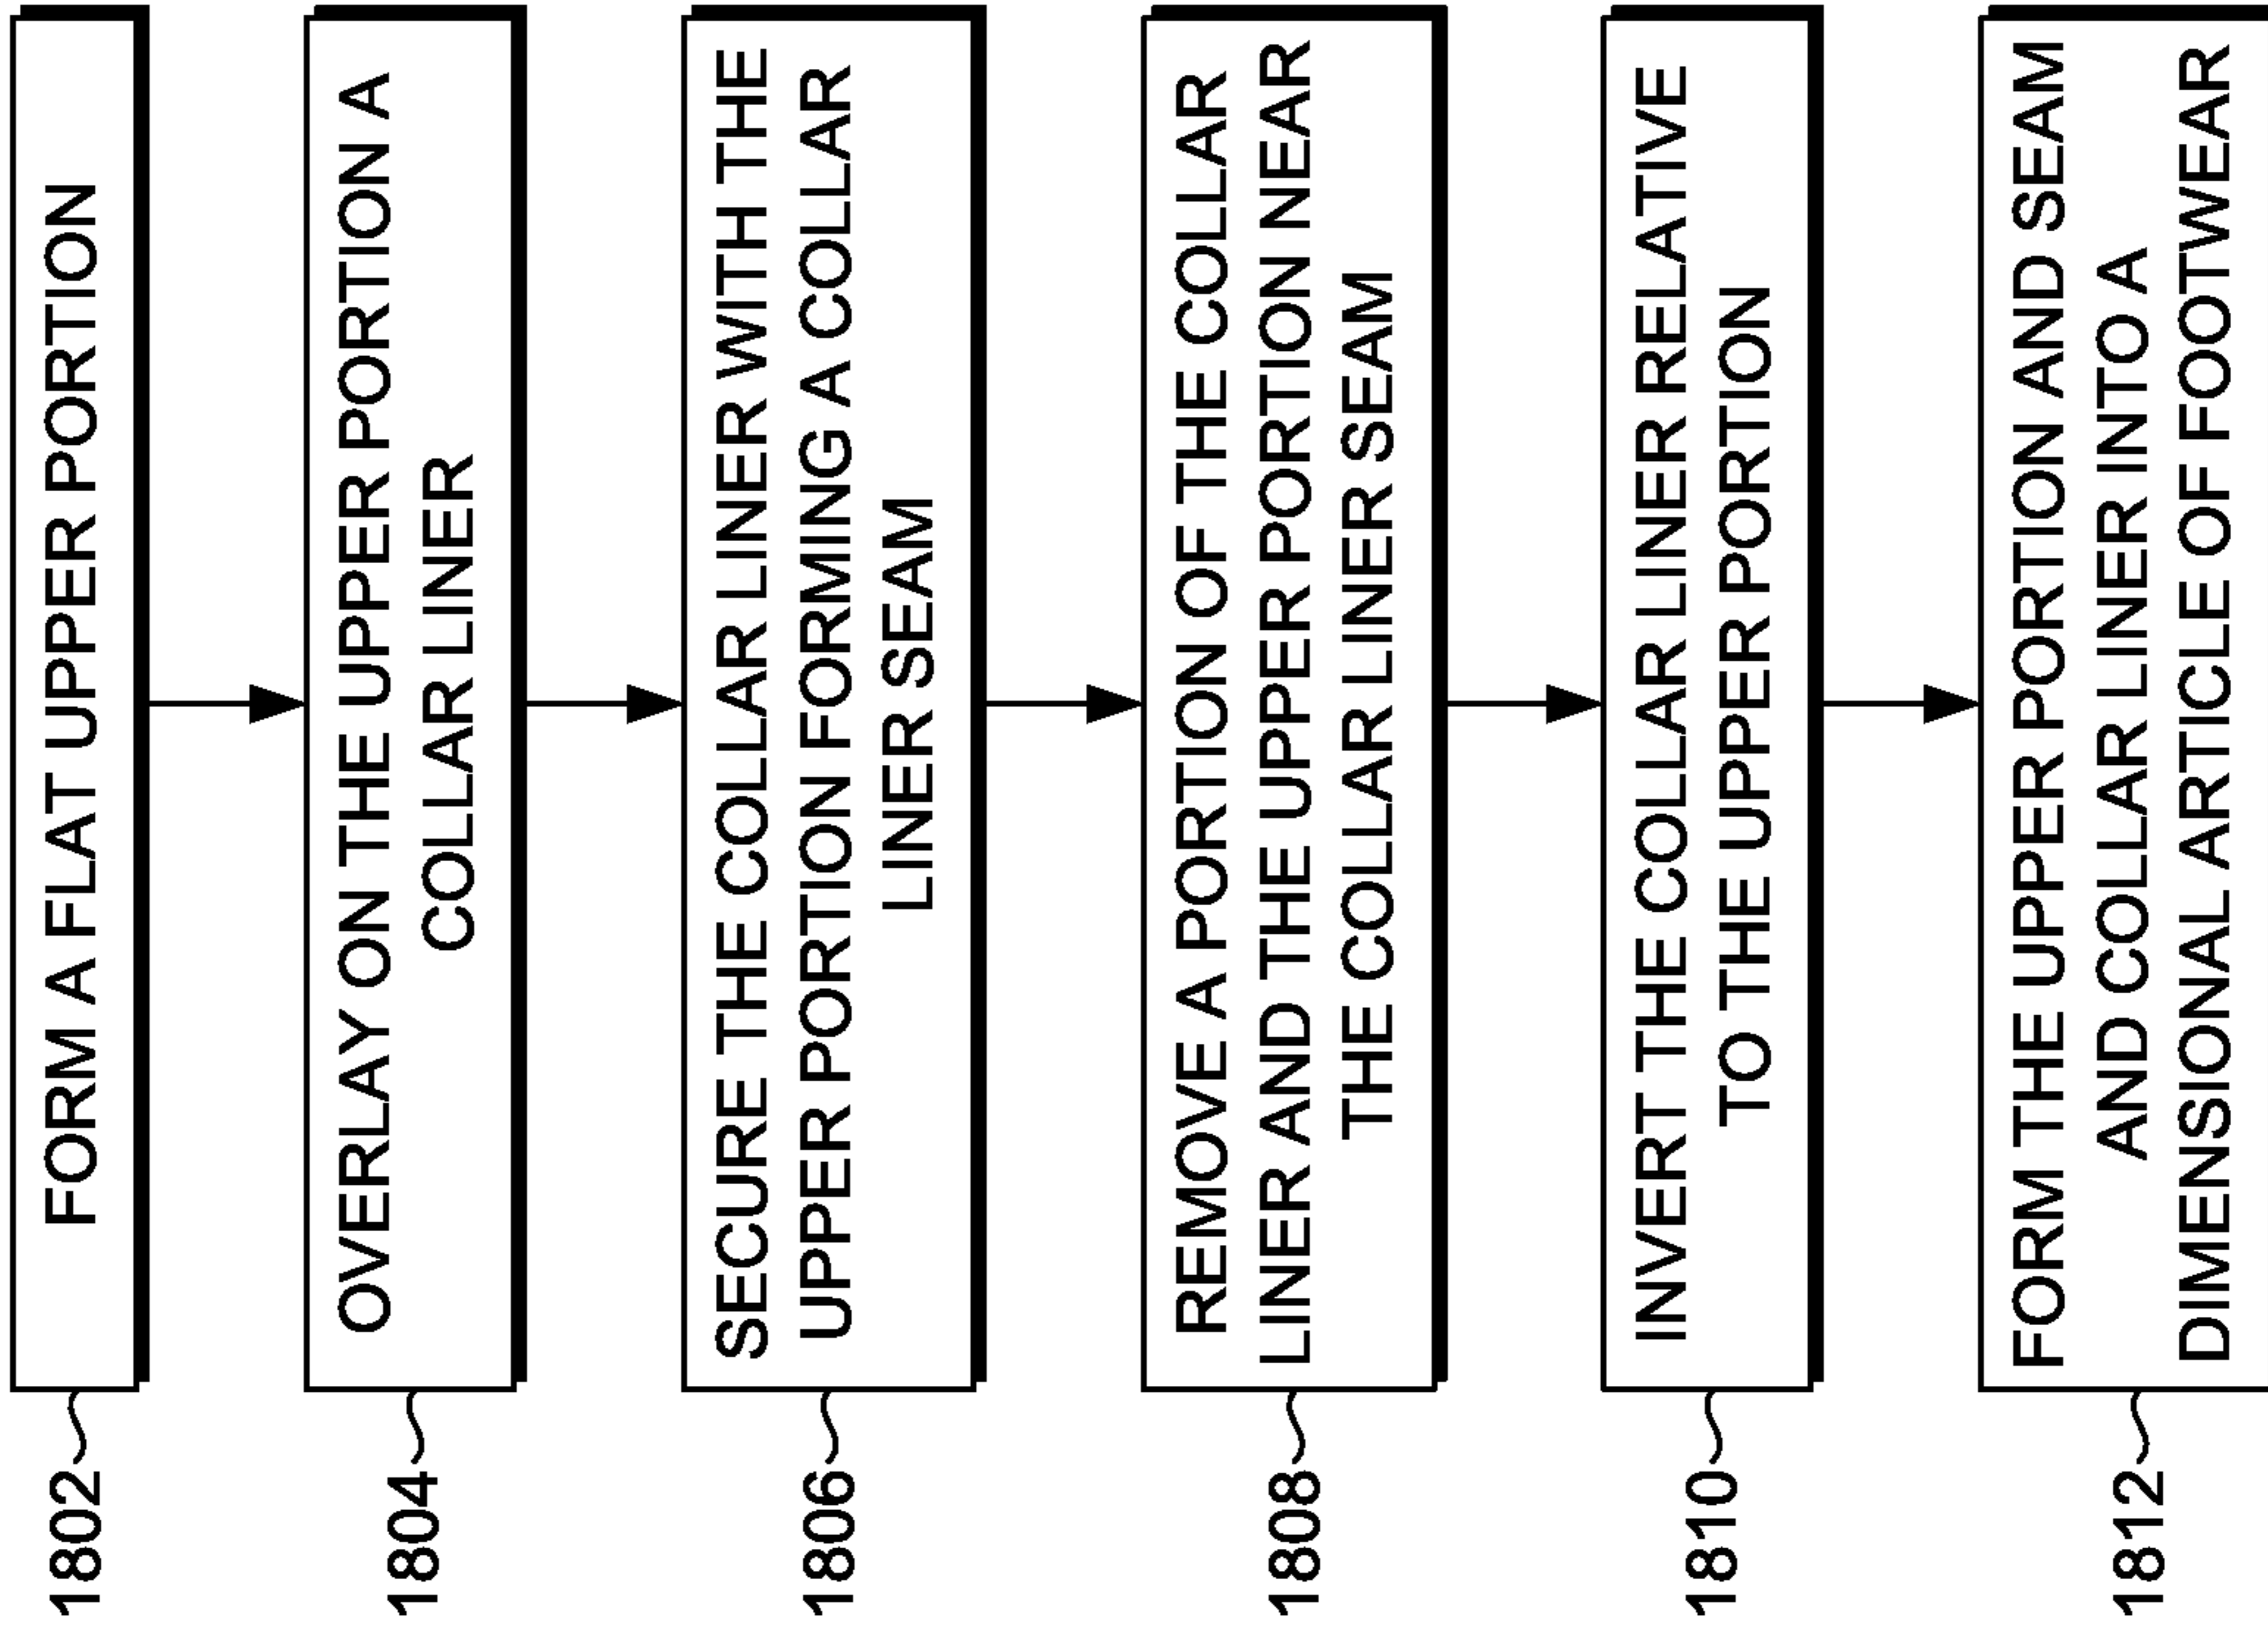 1802
FORM A FLAT UPPER PORTION
1804
OVERLAY ON THE UPPER PORTION A
COLLAR LINER
1806
SECURE THE COLLAR LINER WITH THE
UPPER PORTION FORMING A COLLAR
LINER SEAM
1808
REMOVE A PORTION OF THE COLLAR
LINER AND THE UPPER PORTION NEAR
THE COLLAR LINER SEAM
1810
INVERT THE COLLAR LINER RELATIVE
TO THE UPPER PORTION
1812
FORM THE UPPER PORTION AND SEAM
AND COLLAR LINER INTO A
DIMENSIONAL ARTICLE OF FOOTWEAR